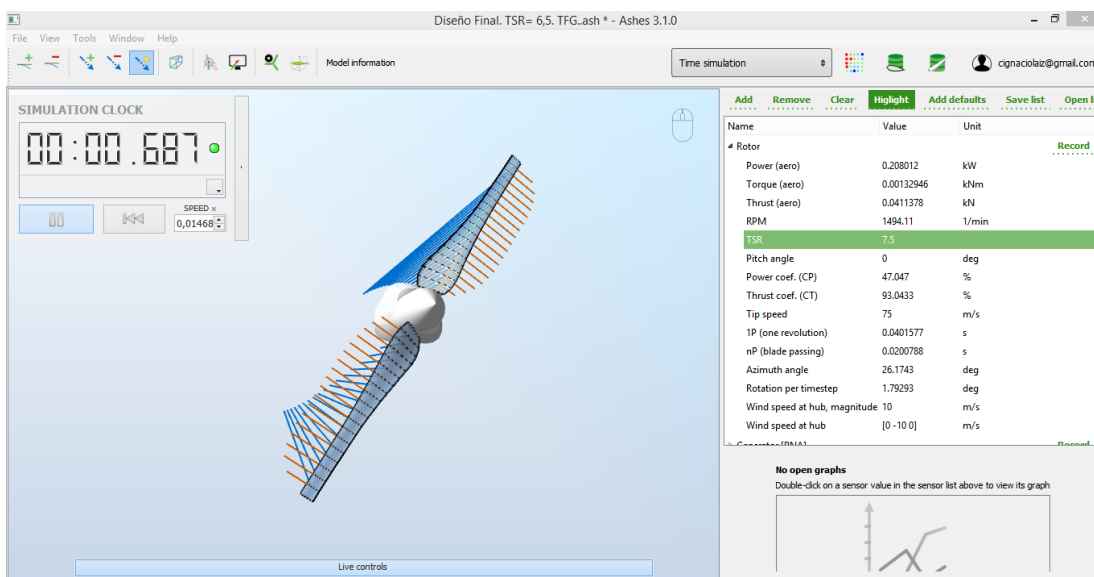 Diseño Final. TSR= 6,5. TFG..ash * - Ashes 3.1.0
File View Tools Window Help
Model information
Time simulation
cignaciolaiz@gmail.com
SIMULATION CLOCK
00:00.687
SPEED ×
0,01468
Add Remove Clear Higlight Add defaults Save list Open li
Name Value Unit
Rotor Record
Power (aero) 0.208012 kW
Torque (aero) 0.00132946 kNm
Thrust (aero) 0.0411378 kN
RPM 1494.11 1/min
TSR 7.5
Pitch angle 0 deg
Power coef. (CP) 47.047 %
Thrust coef. (CT) 93.0433 %
Tip speed 75 m/s
1P (one revolution) 0.0401577 s
nP (blade passing) 0.0200788 s
Azimuth angle 26.1743 deg
Rotation per timestep 1.79293 deg
Wind speed at hub, magnitude 10 m/s
Wind speed at hub [0 -10 0] m/s
No open graphs
Double-click on a sensor value in the sensor list above to view its graph
Live controls